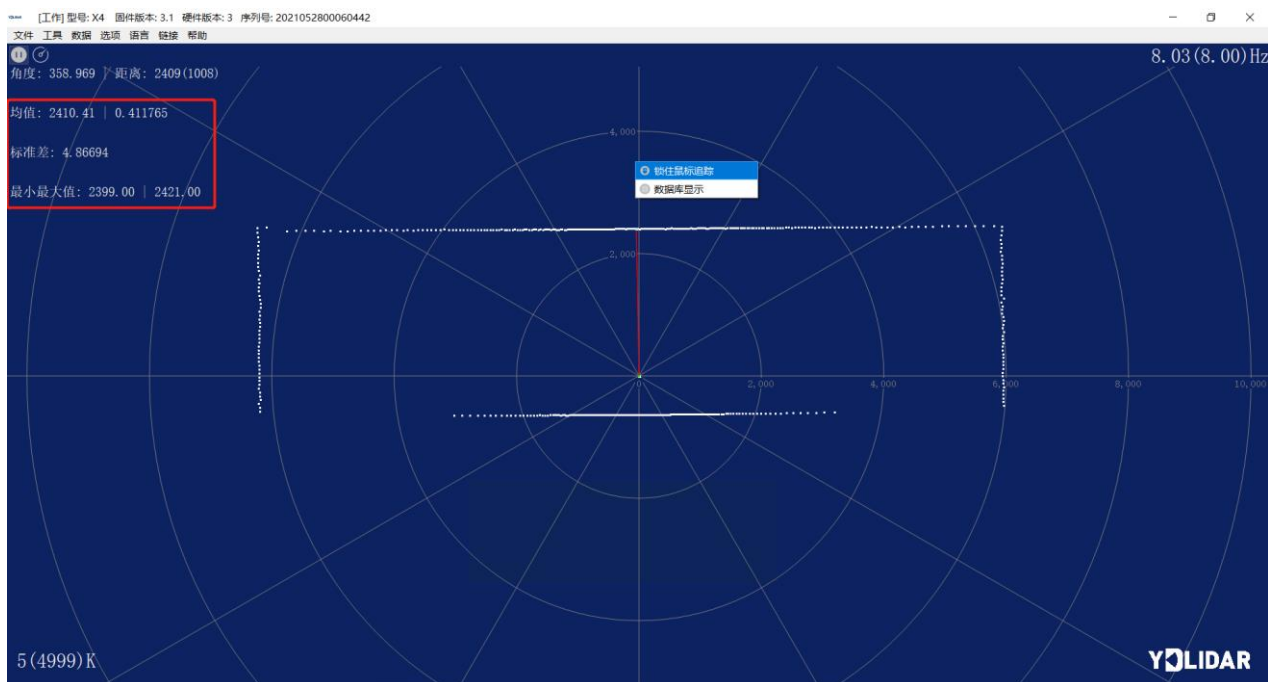 [工作] 型号: X4 固件版本: 3.1 硬件版本: 3 序列号: 2021052800060442
文件 工具 数据 选项 语言 链接 帮助
8.03(8.00)Hz
角度: 358.969 | 距离: 2409(1008)
均值: 2410.41 | 0.411765
标准差: 4.86694
最小最大值: 2399.00 | 2421.00
4,000
锁住鼠标追踪
数据库显示
2,000
0 2,000 4,000 6,000 8,000 10,000
5(4999)K
YDLIDAR